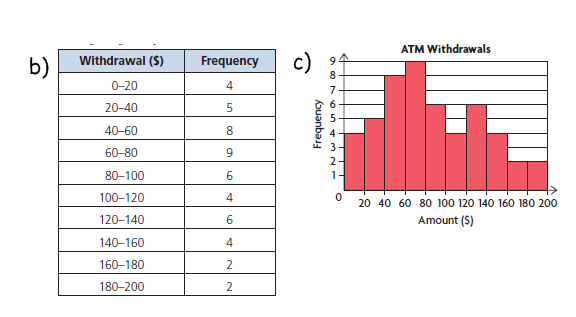 b)
Withdrawal ($) Frequency
0–20 4
20–40 5
40–60 8
60–80 9
80–100 6
100–120 4
120–140 6
140–160 4
160–180 2
180–200 2
c)
ATM Withdrawals
Frequency
9
8
7
6
5
4
3
2
1
0
20 40 60 80 100 120 140 160 180 200
Amount ($)